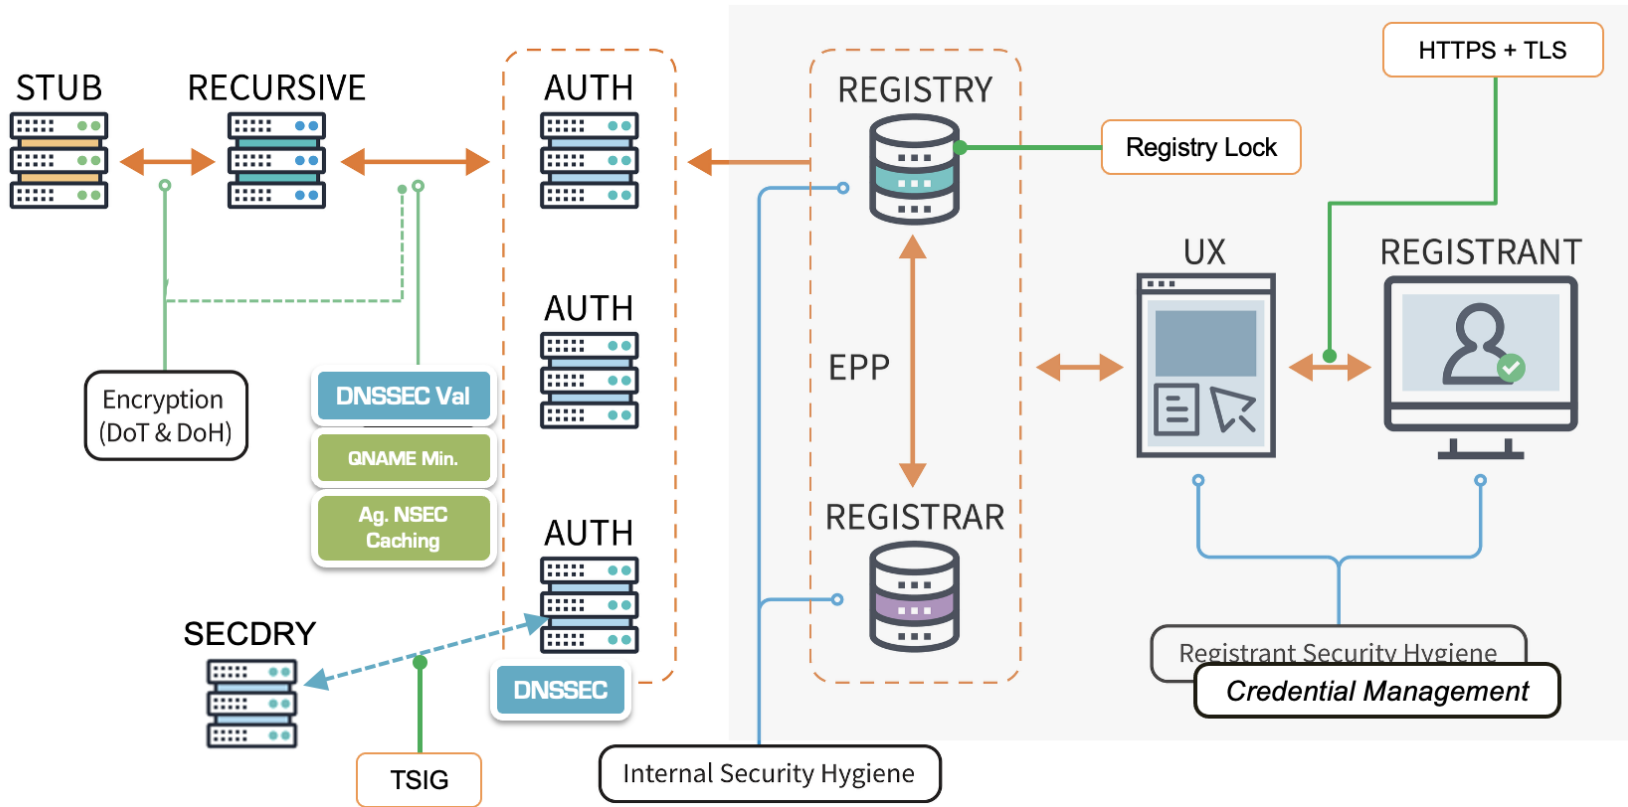 HTTPS + TLS
STUB
RECURSIVE
AUTH
REGISTRY
Registry Lock
UX
REGISTRANT
AUTH
EPP
Encryption
(DoT & DoH)
DNSSEC Val
QNAME Min.
Ag. NSEC
Caching
AUTH
REGISTRAR
SECDRY
DNSSEC
Registrant Security Hygiene
Credential Management
TSIG
Internal Security Hygiene